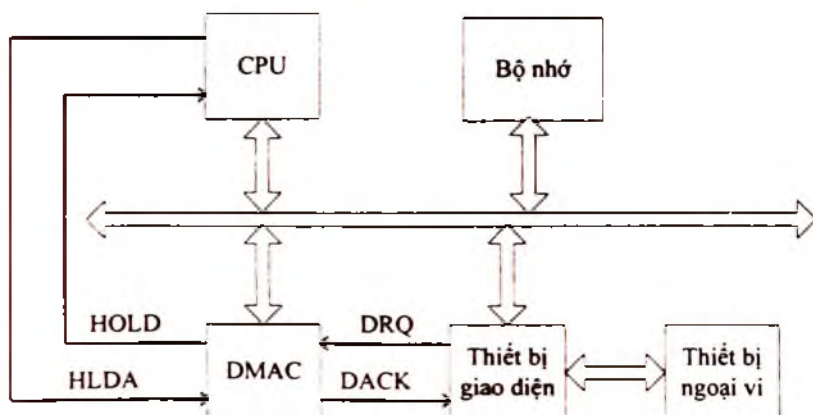 CPU
Bộ nhớ
HOLD
DRQ
HLDA
DMAC
DACK
Thiết bị
giao diện
Thiết bị
ngoại vi